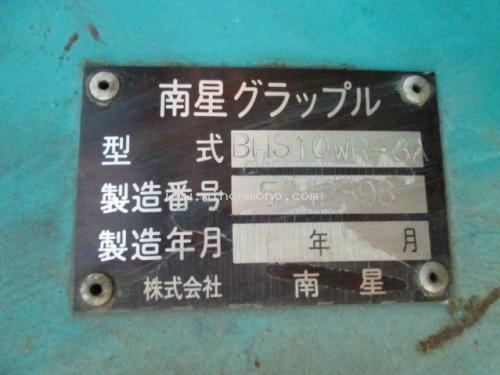 南星グラップル
型 式 BHS10WR-3A
製造番号
製造年月 年 月
株式会社 南星